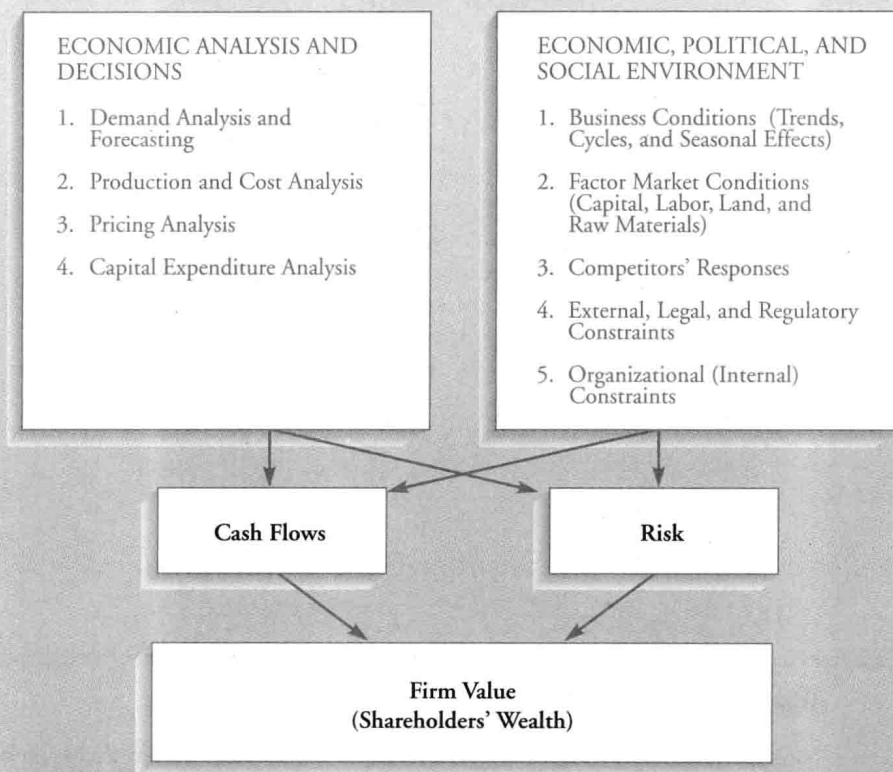 ECONOMIC ANALYSIS AND
DECISIONS
1. Demand Analysis and
Forecasting
2. Production and Cost Analysis
3. Pricing Analysis
4. Capital Expenditure Analysis
ECONOMIC, POLITICAL, AND
SOCIAL ENVIRONMENT
1. Business Conditions (Trends,
Cycles, and Seasonal Effects)
2. Factor Market Conditions
(Capital, Labor, Land, and
Raw Materials)
3. Competitors' Responses
4. External, Legal, and Regulatory
Constraints
5. Organizational (Internal)
Constraints
Cash Flows
Risk
Firm Value
(Shareholders' Wealth)